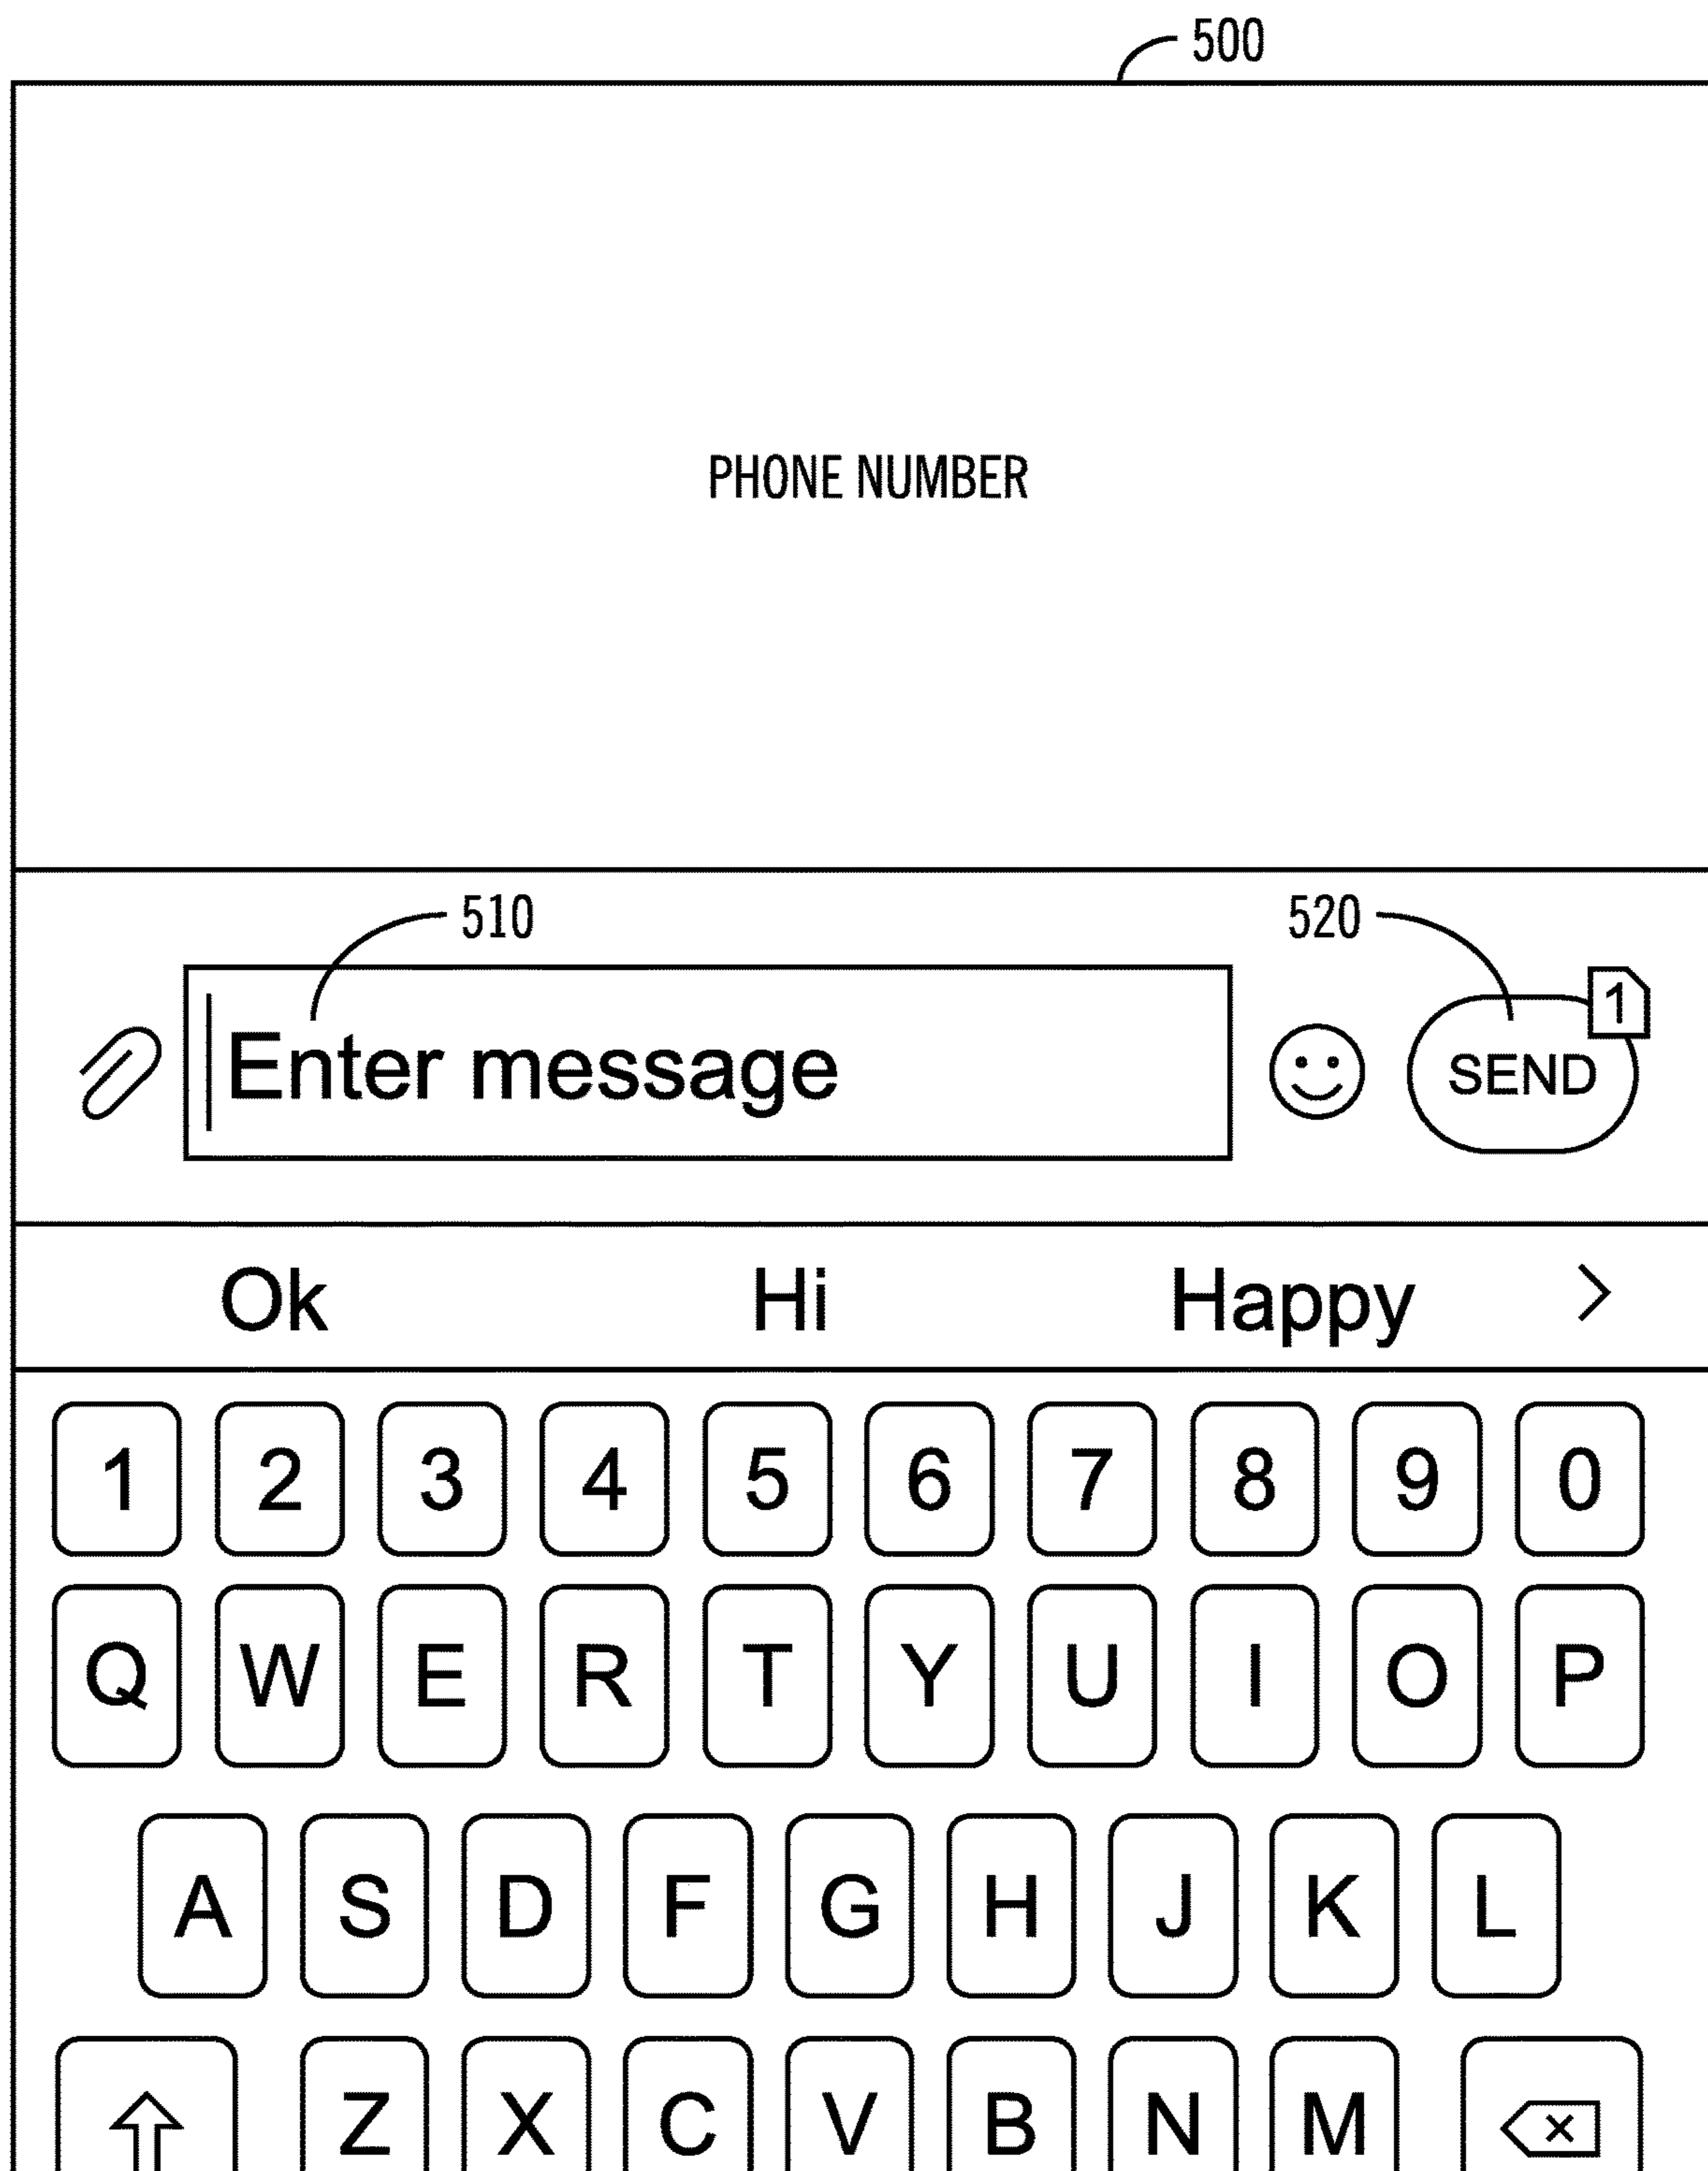 500
PHONE NUMBER
510 520
Enter message SEND 1
Ok Hi Happy >
1 2 3 4 5 6 7 8 9 0
Q W E R T Y U I O P
A S D F G H J K L
Z X C V B N M